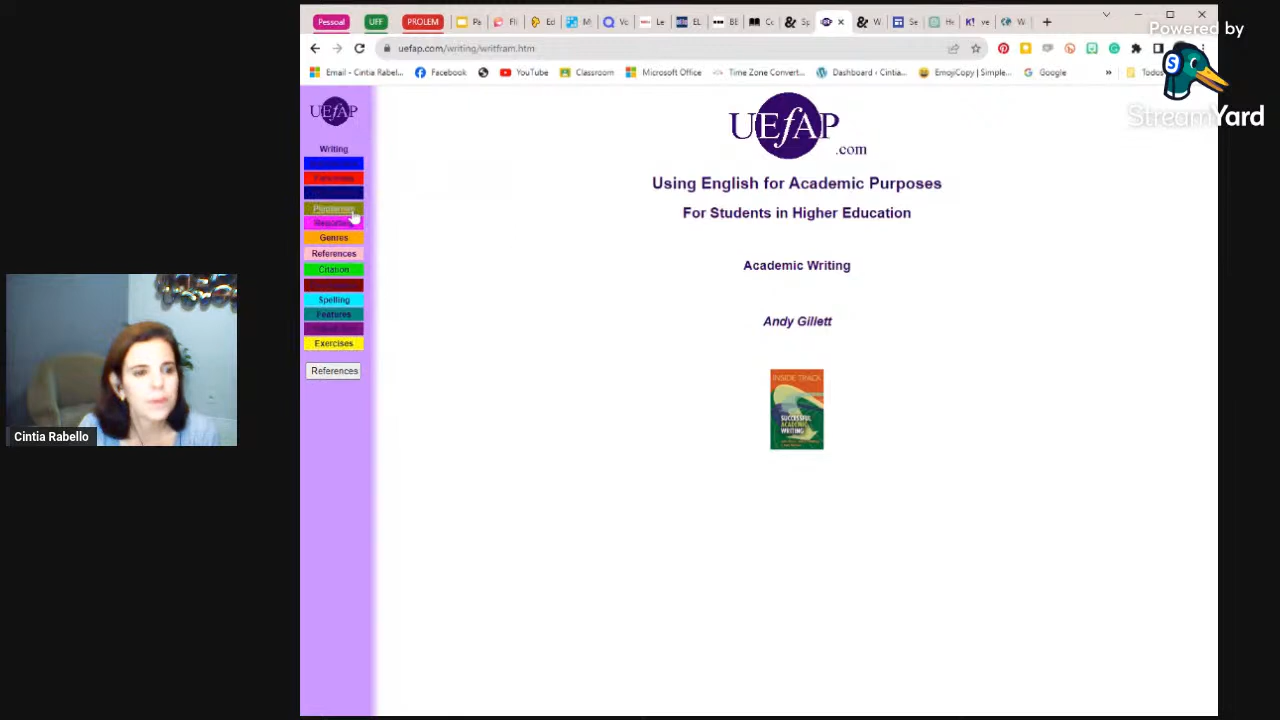 Pessoal
UFF
PROLEM
uefap.com/writing/writfram.htm
Email - Cintia Rabel...
Facebook
YouTube
Classroom
Microsoft Office
Time Zone Convert...
Dashboard ‹ Cintia...
EmojiCopy | Simple...
Google
»
Todos
Powered by
StreamYard
UEfAP
Writing
Reporting
Genres
References
Citation
Spelling
Features
Exercises
References
UEfAP
.com
Using English for Academic Purposes
For Students in Higher Education
Academic Writing
Andy Gillett
INSIDE TRACK
SUCCESSFUL
ACADEMIC
WRITING
Cintia Rabello